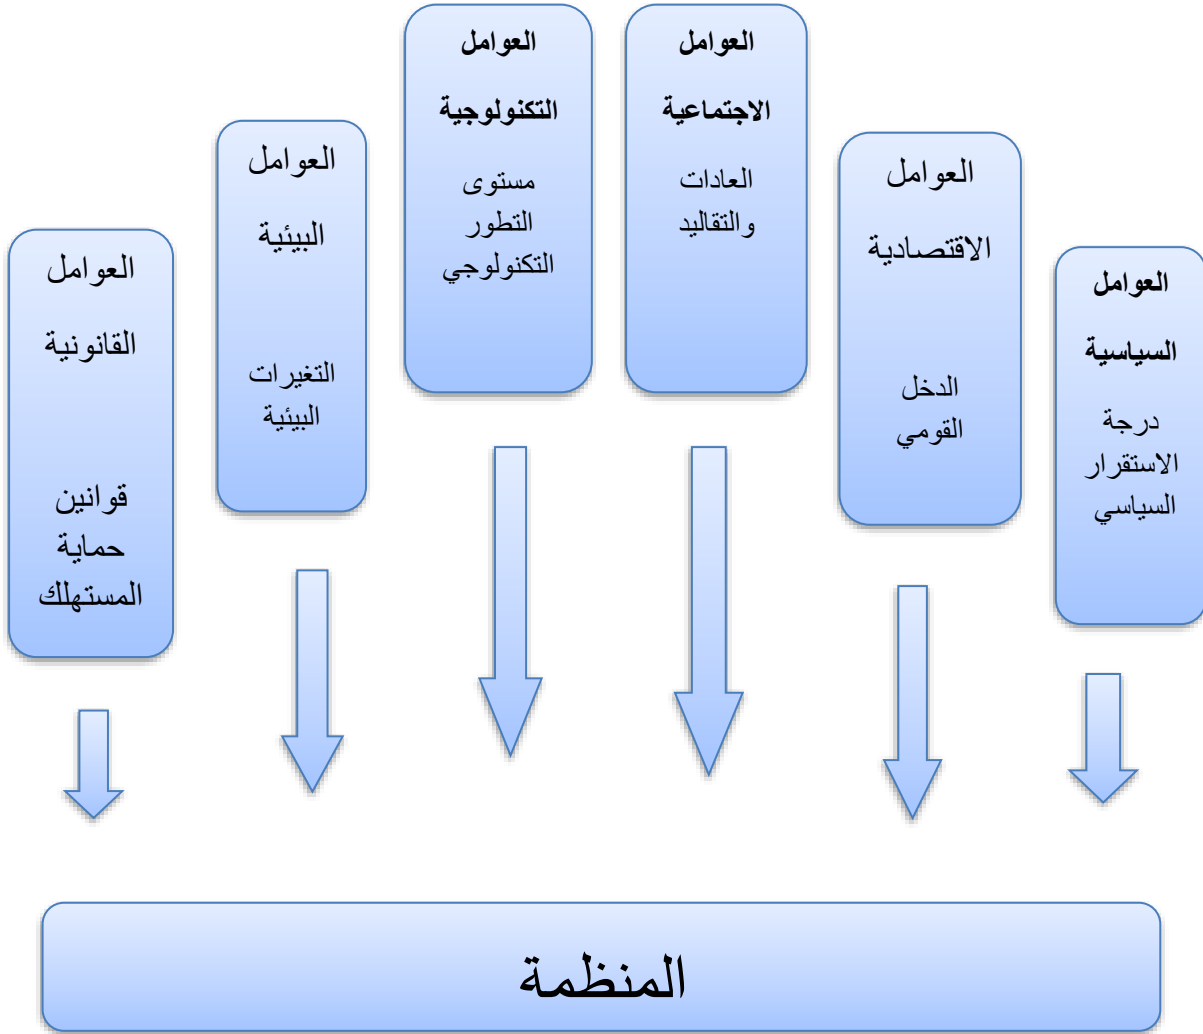 العوامل
السياسية
درجة
الاستقرار
السياسي
العوامل
الاقتصادية
الدخل
القومي
العوامل
الاجتماعية
العادات
والتقاليد
العوامل
التكنولوجية
مستوى
التطور
التكنولوجي
العوامل
البيئية
التغيرات
البيئية
العوامل
القانونية
قوانين
حماية
المستهلك
المنظمة